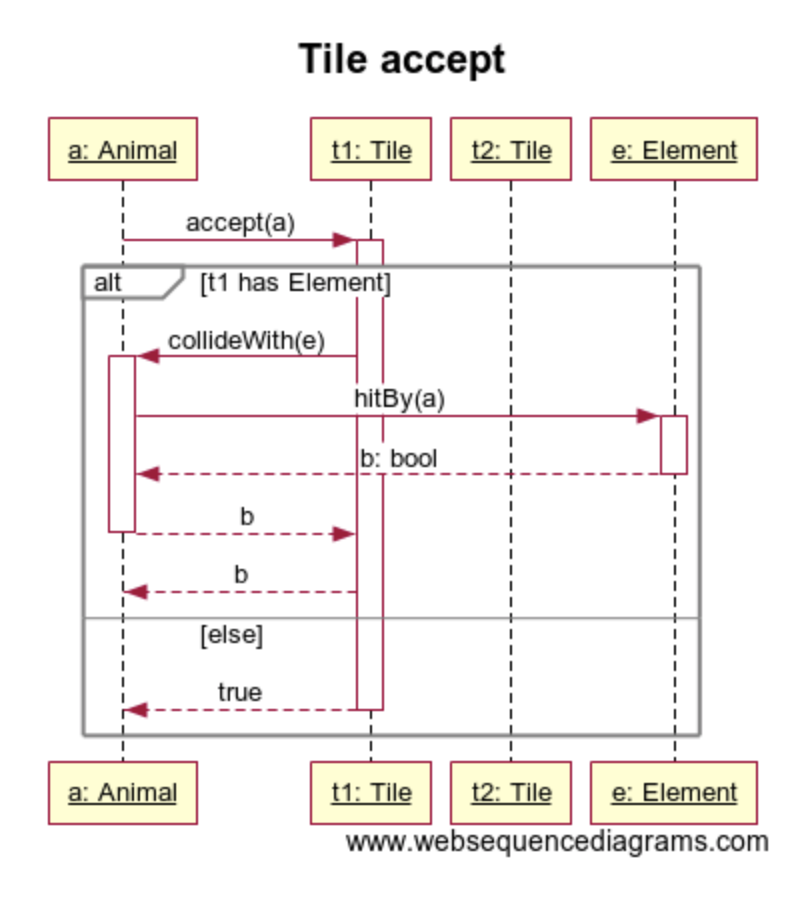 Tile accept
a: Animal
t1: Tile
t2: Tile
e: Element
accept(a)
alt
[t1 has Element]
collideWith(e)
hitBy(a)
b: bool
b
b
[else]
true
a: Animal
t1: Tile
t2: Tile
e: Element
www.websequencediagrams.com